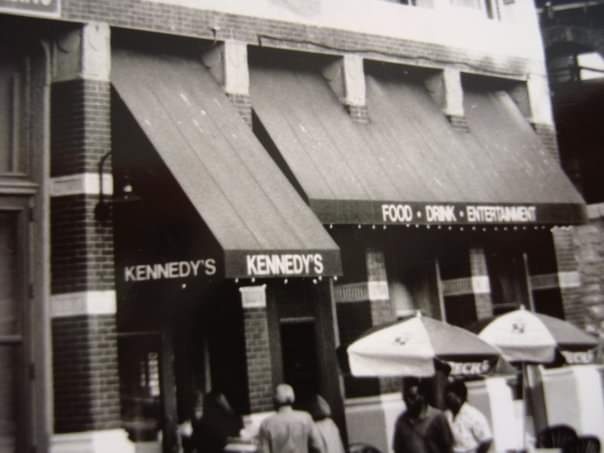 KENNEDY'S
KENNEDY'S
FOOD • DRINK • ENTERTAINMENT